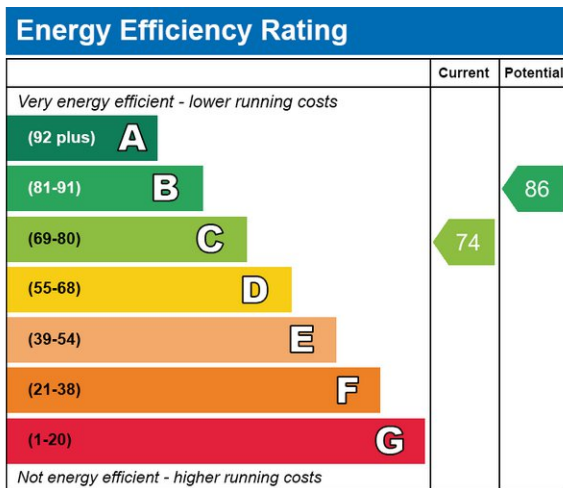 Energy Efficiency Rating
Current Potential
Very energy efficient - lower running costs
(92 plus) A
(81-91) B 86
(69-80) C 74
(55-68) D
(39-54) E
(21-38) F
(1-20) G
Not energy efficient - higher running costs